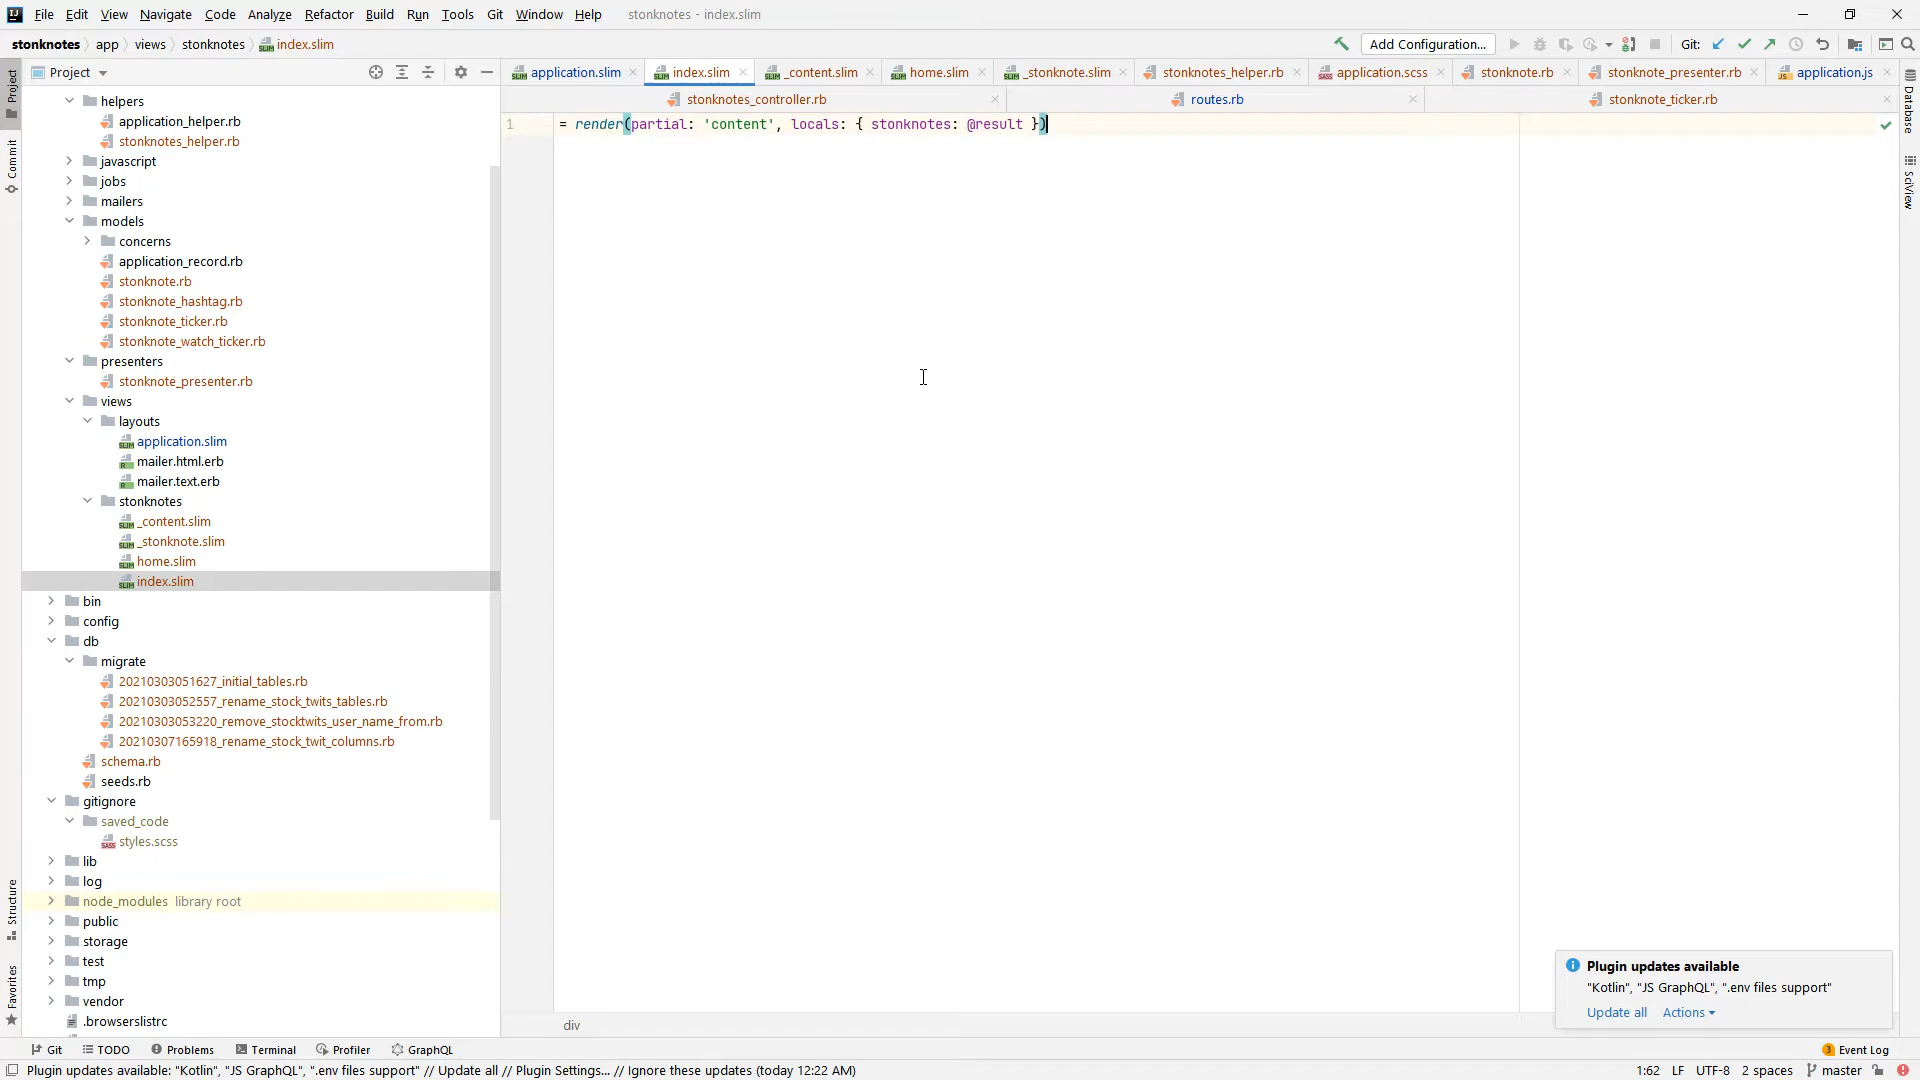 File Edit View Navigate Code Analyze Refactor Build Run Tools Git Window Help stonknotes - index.slim
stonknotes app views stonknotes index.slim Add Configuration... Git:
Project
application.slim index.slim _content.slim home.slim _stonknote.slim stonknotes_helper.rb application.scss stonknote.rb stonknote_presenter.rb application.js
stonknotes_controller.rb routes.rb stonknote_ticker.rb
1 = render(partial: 'content', locals: { stonknotes: @result })
helpers
application_helper.rb
stonknotes_helper.rb
javascript
jobs
mailers
models
concerns
application_record.rb
stonknote.rb
stonknote_hashtag.rb
stonknote_ticker.rb
stonknote_watch_ticker.rb
presenters
stonknote_presenter.rb
views
layouts
application.slim
mailer.html.erb
mailer.text.erb
stonknotes
_content.slim
_stonknote.slim
home.slim
index.slim
bin
config
db
migrate
20210303051627_initial_tables.rb
20210303052557_rename_stock_twits_tables.rb
20210303053220_remove_stocktwits_user_name_from.rb
20210307165918_rename_stock_twit_columns.rb
schema.rb
seeds.rb
gitignore
saved_code
styles.scss
lib
log
node_modules library root
public
storage
test
tmp
vendor
.browserslistrc
Project
Commit
Structure
Favorites
Database
SciView
Plugin updates available
"Kotlin", "JS GraphQL", ".env files support"
Update all Actions
div
Git TODO Problems Terminal Profiler GraphQL 3 Event Log
Plugin updates available: "Kotlin", "JS GraphQL", ".env files support" // Update all // Plugin Settings... // Ignore these updates (today 12:22 AM) 1:62 LF UTF-8 2 spaces master